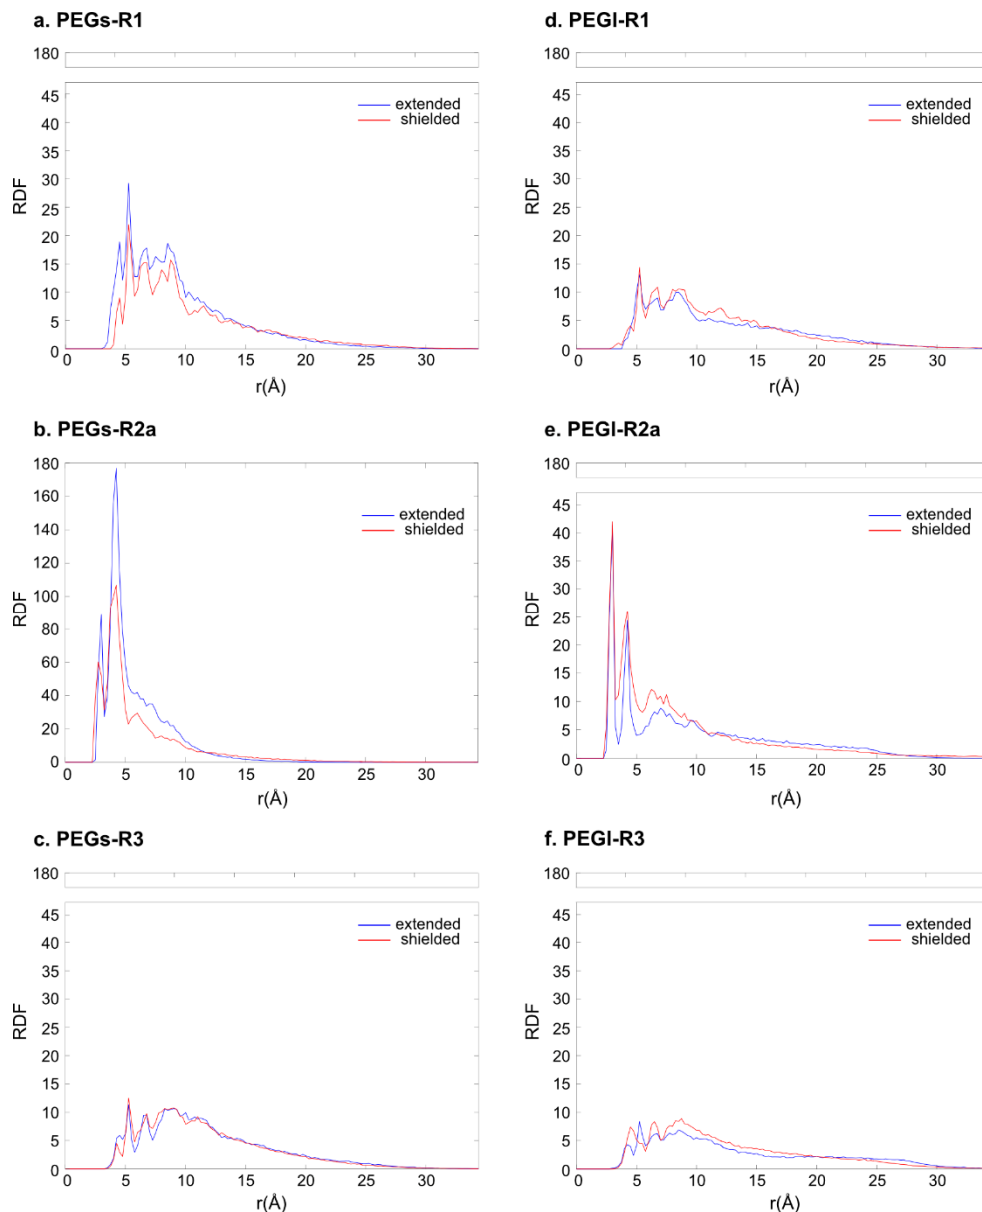 a. PEGs-R1
180
45
40
35
30
25
20
15
10
5
0
RDF
extended
shielded
0 5 10 15 20 25 30
r(Å)
b. PEGs-R2a
180
160
140
120
100
80
60
40
20
0
RDF
extended
shielded
0 5 10 15 20 25 30
r(Å)
c. PEGs-R3
180
45
40
35
30
25
20
15
10
5
0
RDF
extended
shielded
0 5 10 15 20 25 30
r(Å)
d. PEGl-R1
180
45
40
35
30
25
20
15
10
5
0
RDF
extended
shielded
0 5 10 15 20 25 30
r(Å)
e. PEGl-R2a
180
45
40
35
30
25
20
15
10
5
0
RDF
extended
shielded
0 5 10 15 20 25 30
r(Å)
f. PEGl-R3
180
45
40
35
30
25
20
15
10
5
0
RDF
extended
shielded
0 5 10 15 20 25 30
r(Å)